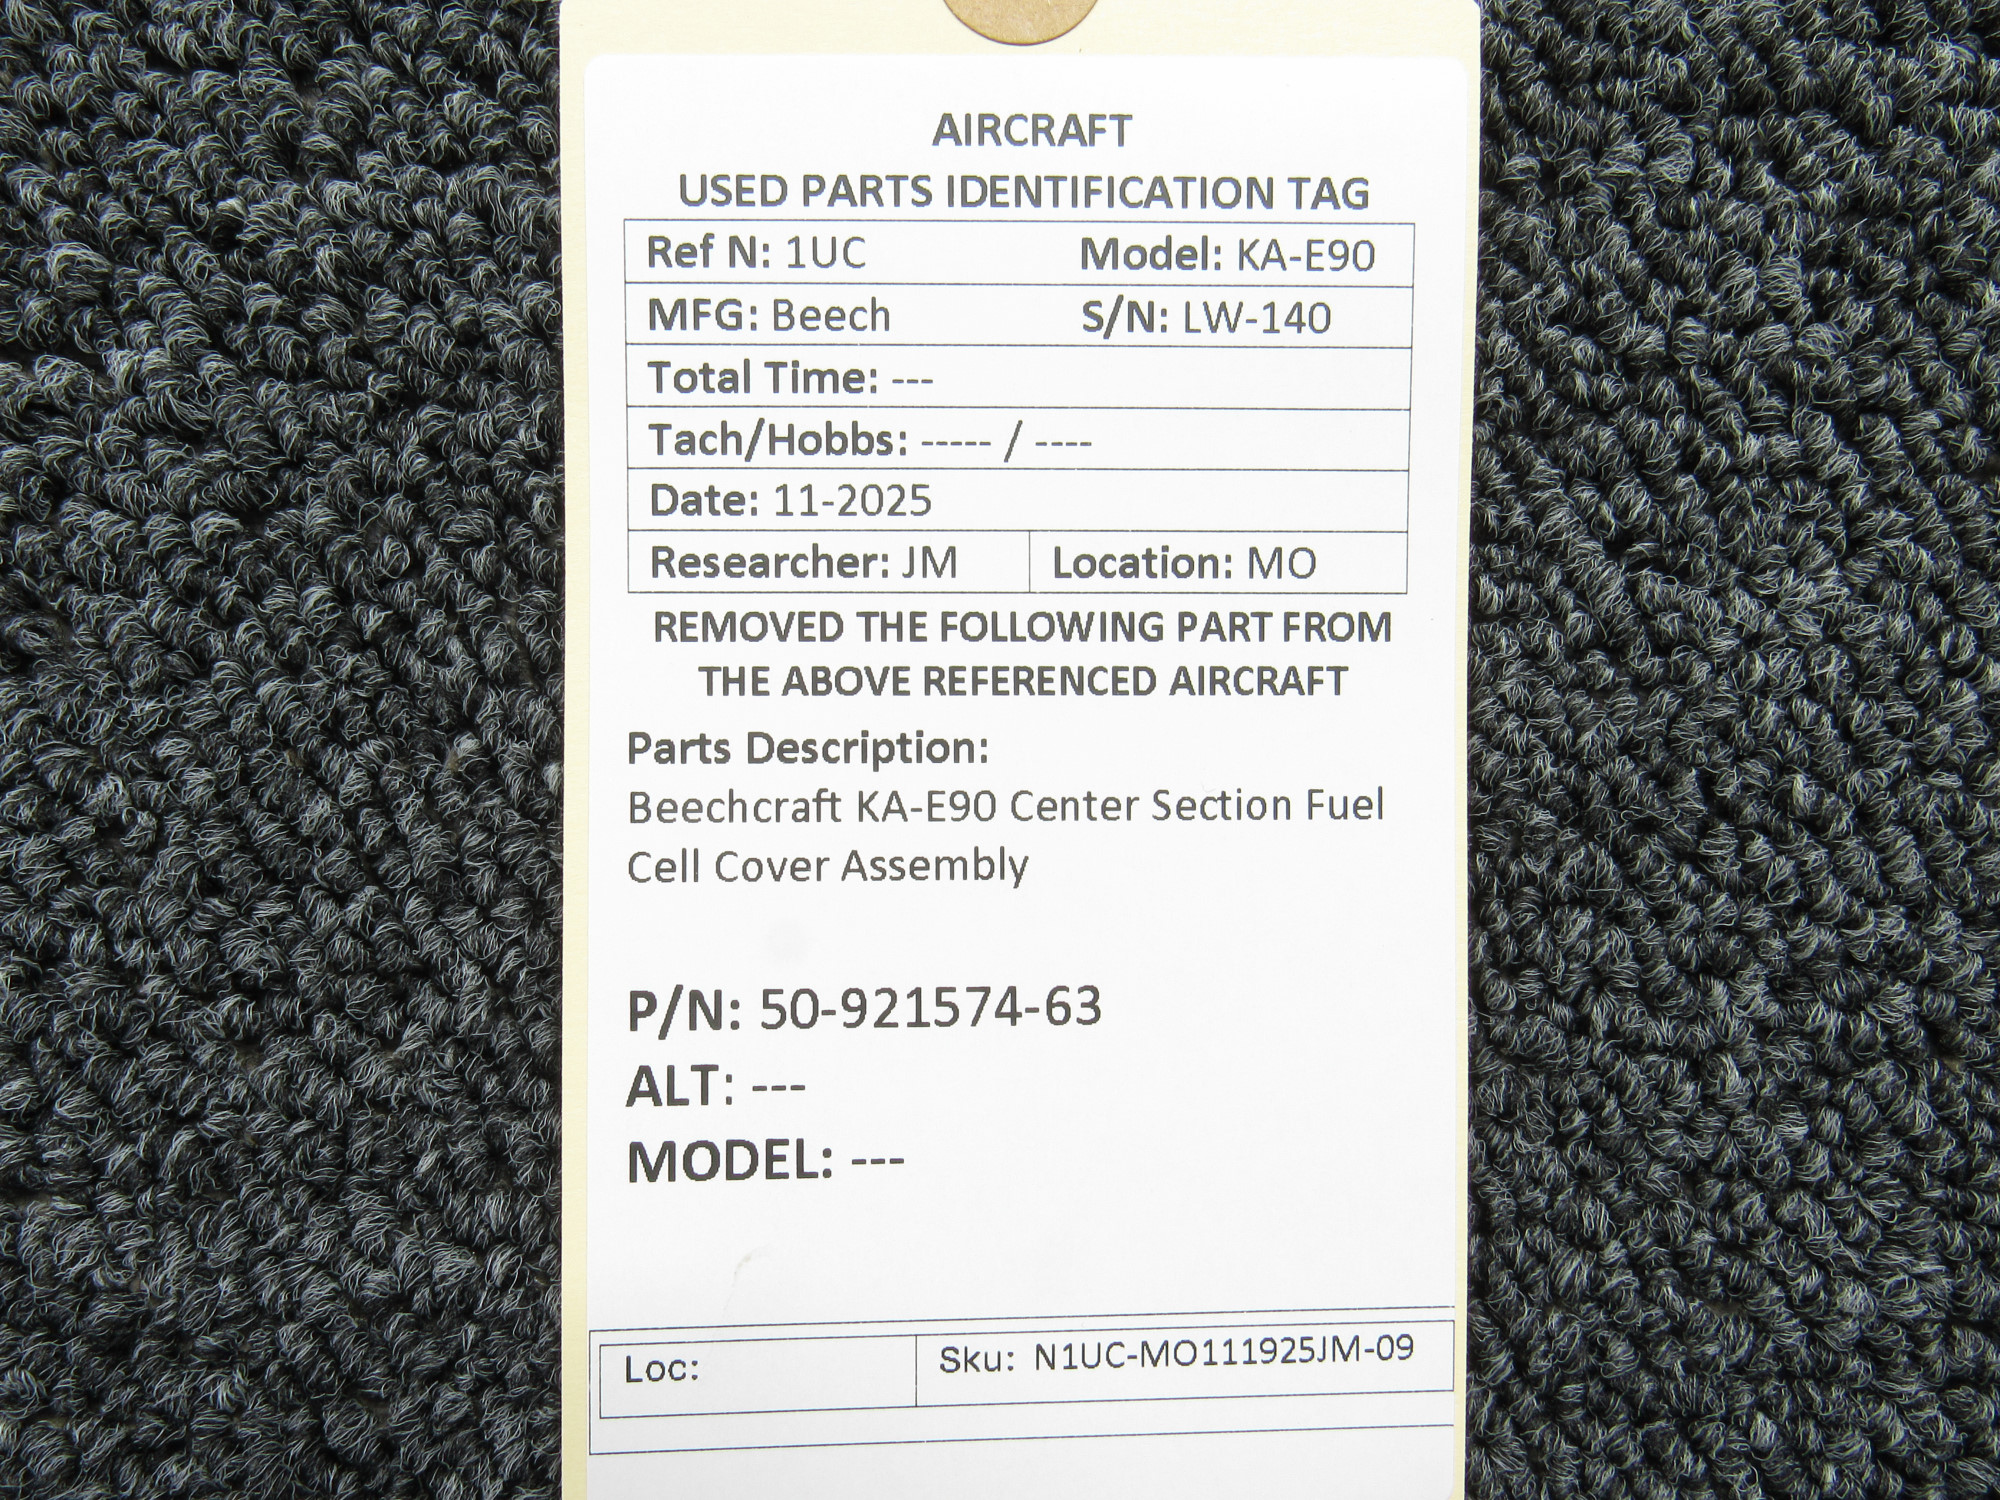 AIRCRAFT
USED PARTS IDENTIFICATION TAG
Ref N: 1UC Model: KA-E90
MFG: Beech S/N: LW-140
Total Time: ---
Tach/Hobbs: ----- / ----
Date: 11-2025
Researcher: JM Location: MO
REMOVED THE FOLLOWING PART FROM
THE ABOVE REFERENCED AIRCRAFT
Parts Description:
Beechcraft KA-E90 Center Section Fuel
Cell Cover Assembly
P/N: 50-921574-63
ALT: ---
MODEL: ---
Loc: Sku: N1UC-MO111925JM-09